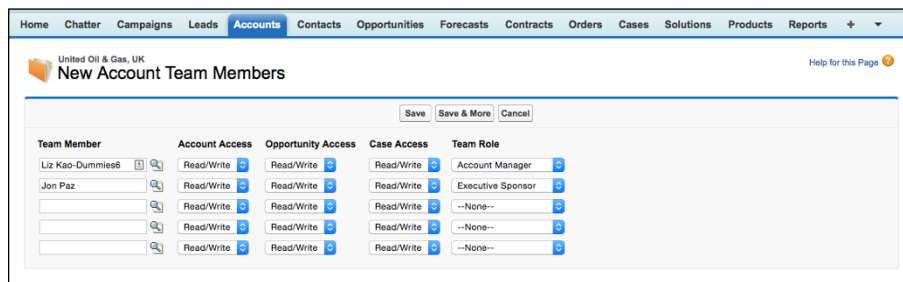 Home Chatter Campaigns Leads Accounts Contacts Opportunities Forecasts Contracts Orders Cases Solutions Products Reports +
United Oil & Gas, UK
New Account Team Members
Help for this Page ?
Save Save & More Cancel
Team Member Account Access Opportunity Access Case Access Team Role
Liz Kao-Dummies6 Read/Write Read/Write Read/Write Account Manager
Jon Paz Read/Write Read/Write Read/Write Executive Sponsor
Read/Write Read/Write Read/Write --None--
Read/Write Read/Write Read/Write --None--
Read/Write Read/Write Read/Write --None--